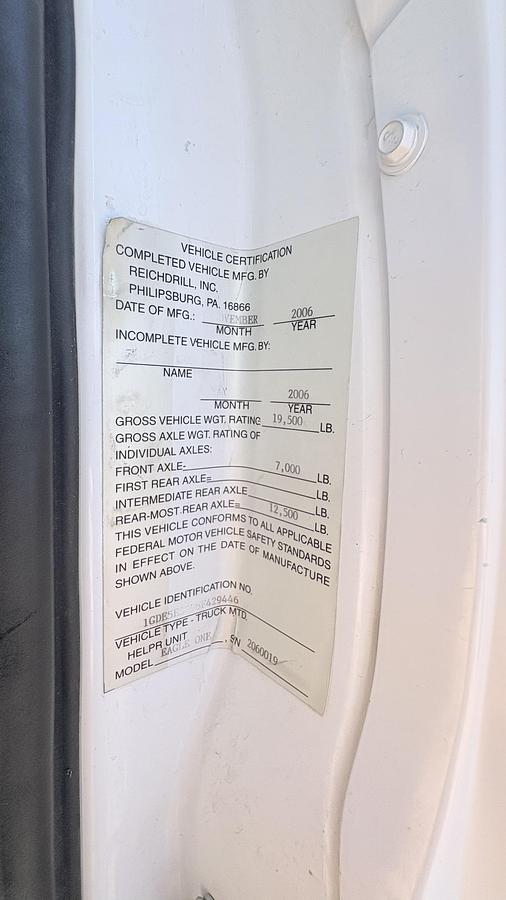 VEHICLE CERTIFICATION
COMPLETED VEHICLE MFG. BY
REICHDRILL, INC.
PHILIPSBURG, PA. 16866
DATE OF MFG.: 2006
MONTH YEAR
INCOMPLETE VEHICLE MFG. BY:
NAME
2006
MONTH YEAR
GROSS VEHICLE WGT. RATING 19,500 LB.
GROSS AXLE WGT. RATING OF
INDIVIDUAL AXLES:
FRONT AXLE- 7,000 LB.
FIRST REAR AXLE= LB.
INTERMEDIATE REAR AXLE LB.
REAR-MOST REAR AXLE= 12,500 LB.
THIS VEHICLE CONFORMS TO ALL APPLICABLE
FEDERAL MOTOR VEHICLE SAFETY STANDARDS
IN EFFECT ON THE DATE OF MANUFACTURE
SHOWN ABOVE.
VEHICLE IDENTIFICATION NO.
VEHICLE TYPE - TRUCK MTD.
HELPR UNIT
MODEL EAGLE ONE , SN 2060019